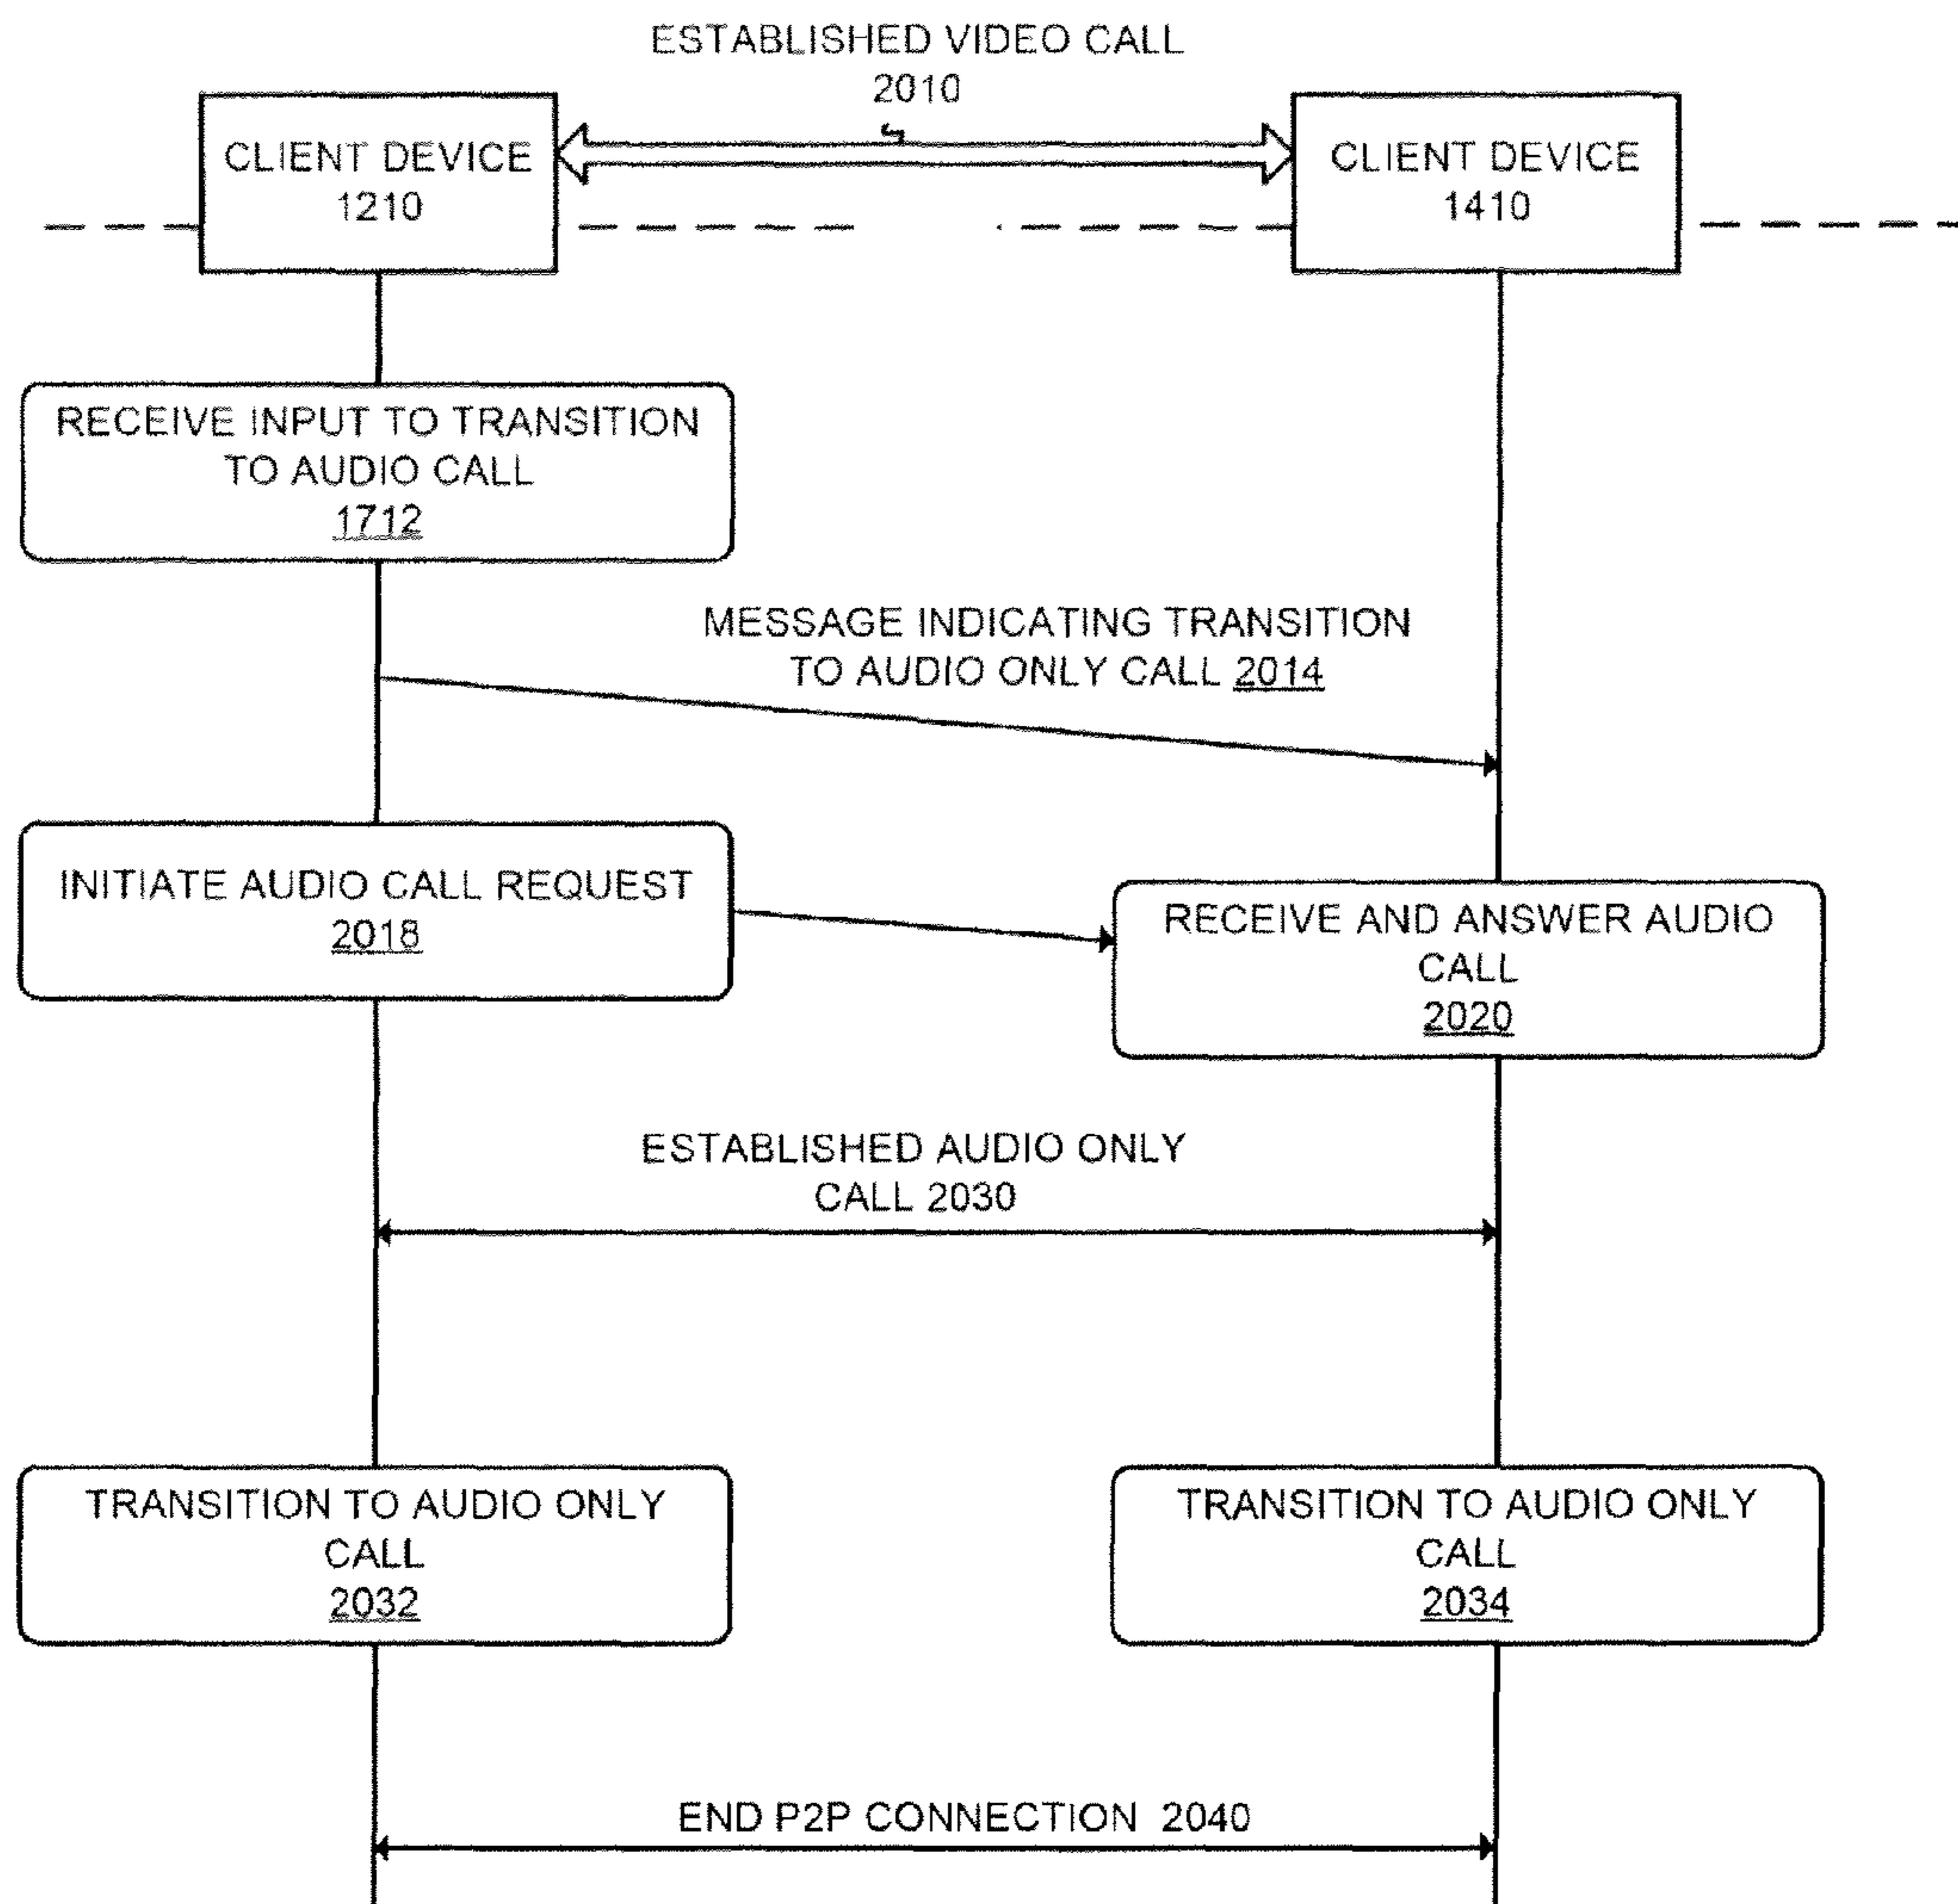 ESTABLISHED VIDEO CALL
2010
CLIENT DEVICE
1210
CLIENT DEVICE
1410
RECEIVE INPUT TO TRANSITION
TO AUDIO CALL
1712
MESSAGE INDICATING TRANSITION
TO AUDIO ONLY CALL 2014
INITIATE AUDIO CALL REQUEST
2018
RECEIVE AND ANSWER AUDIO
CALL
2020
ESTABLISHED AUDIO ONLY
CALL 2030
TRANSITION TO AUDIO ONLY
CALL
2032
TRANSITION TO AUDIO ONLY
CALL
2034
END P2P CONNECTION 2040